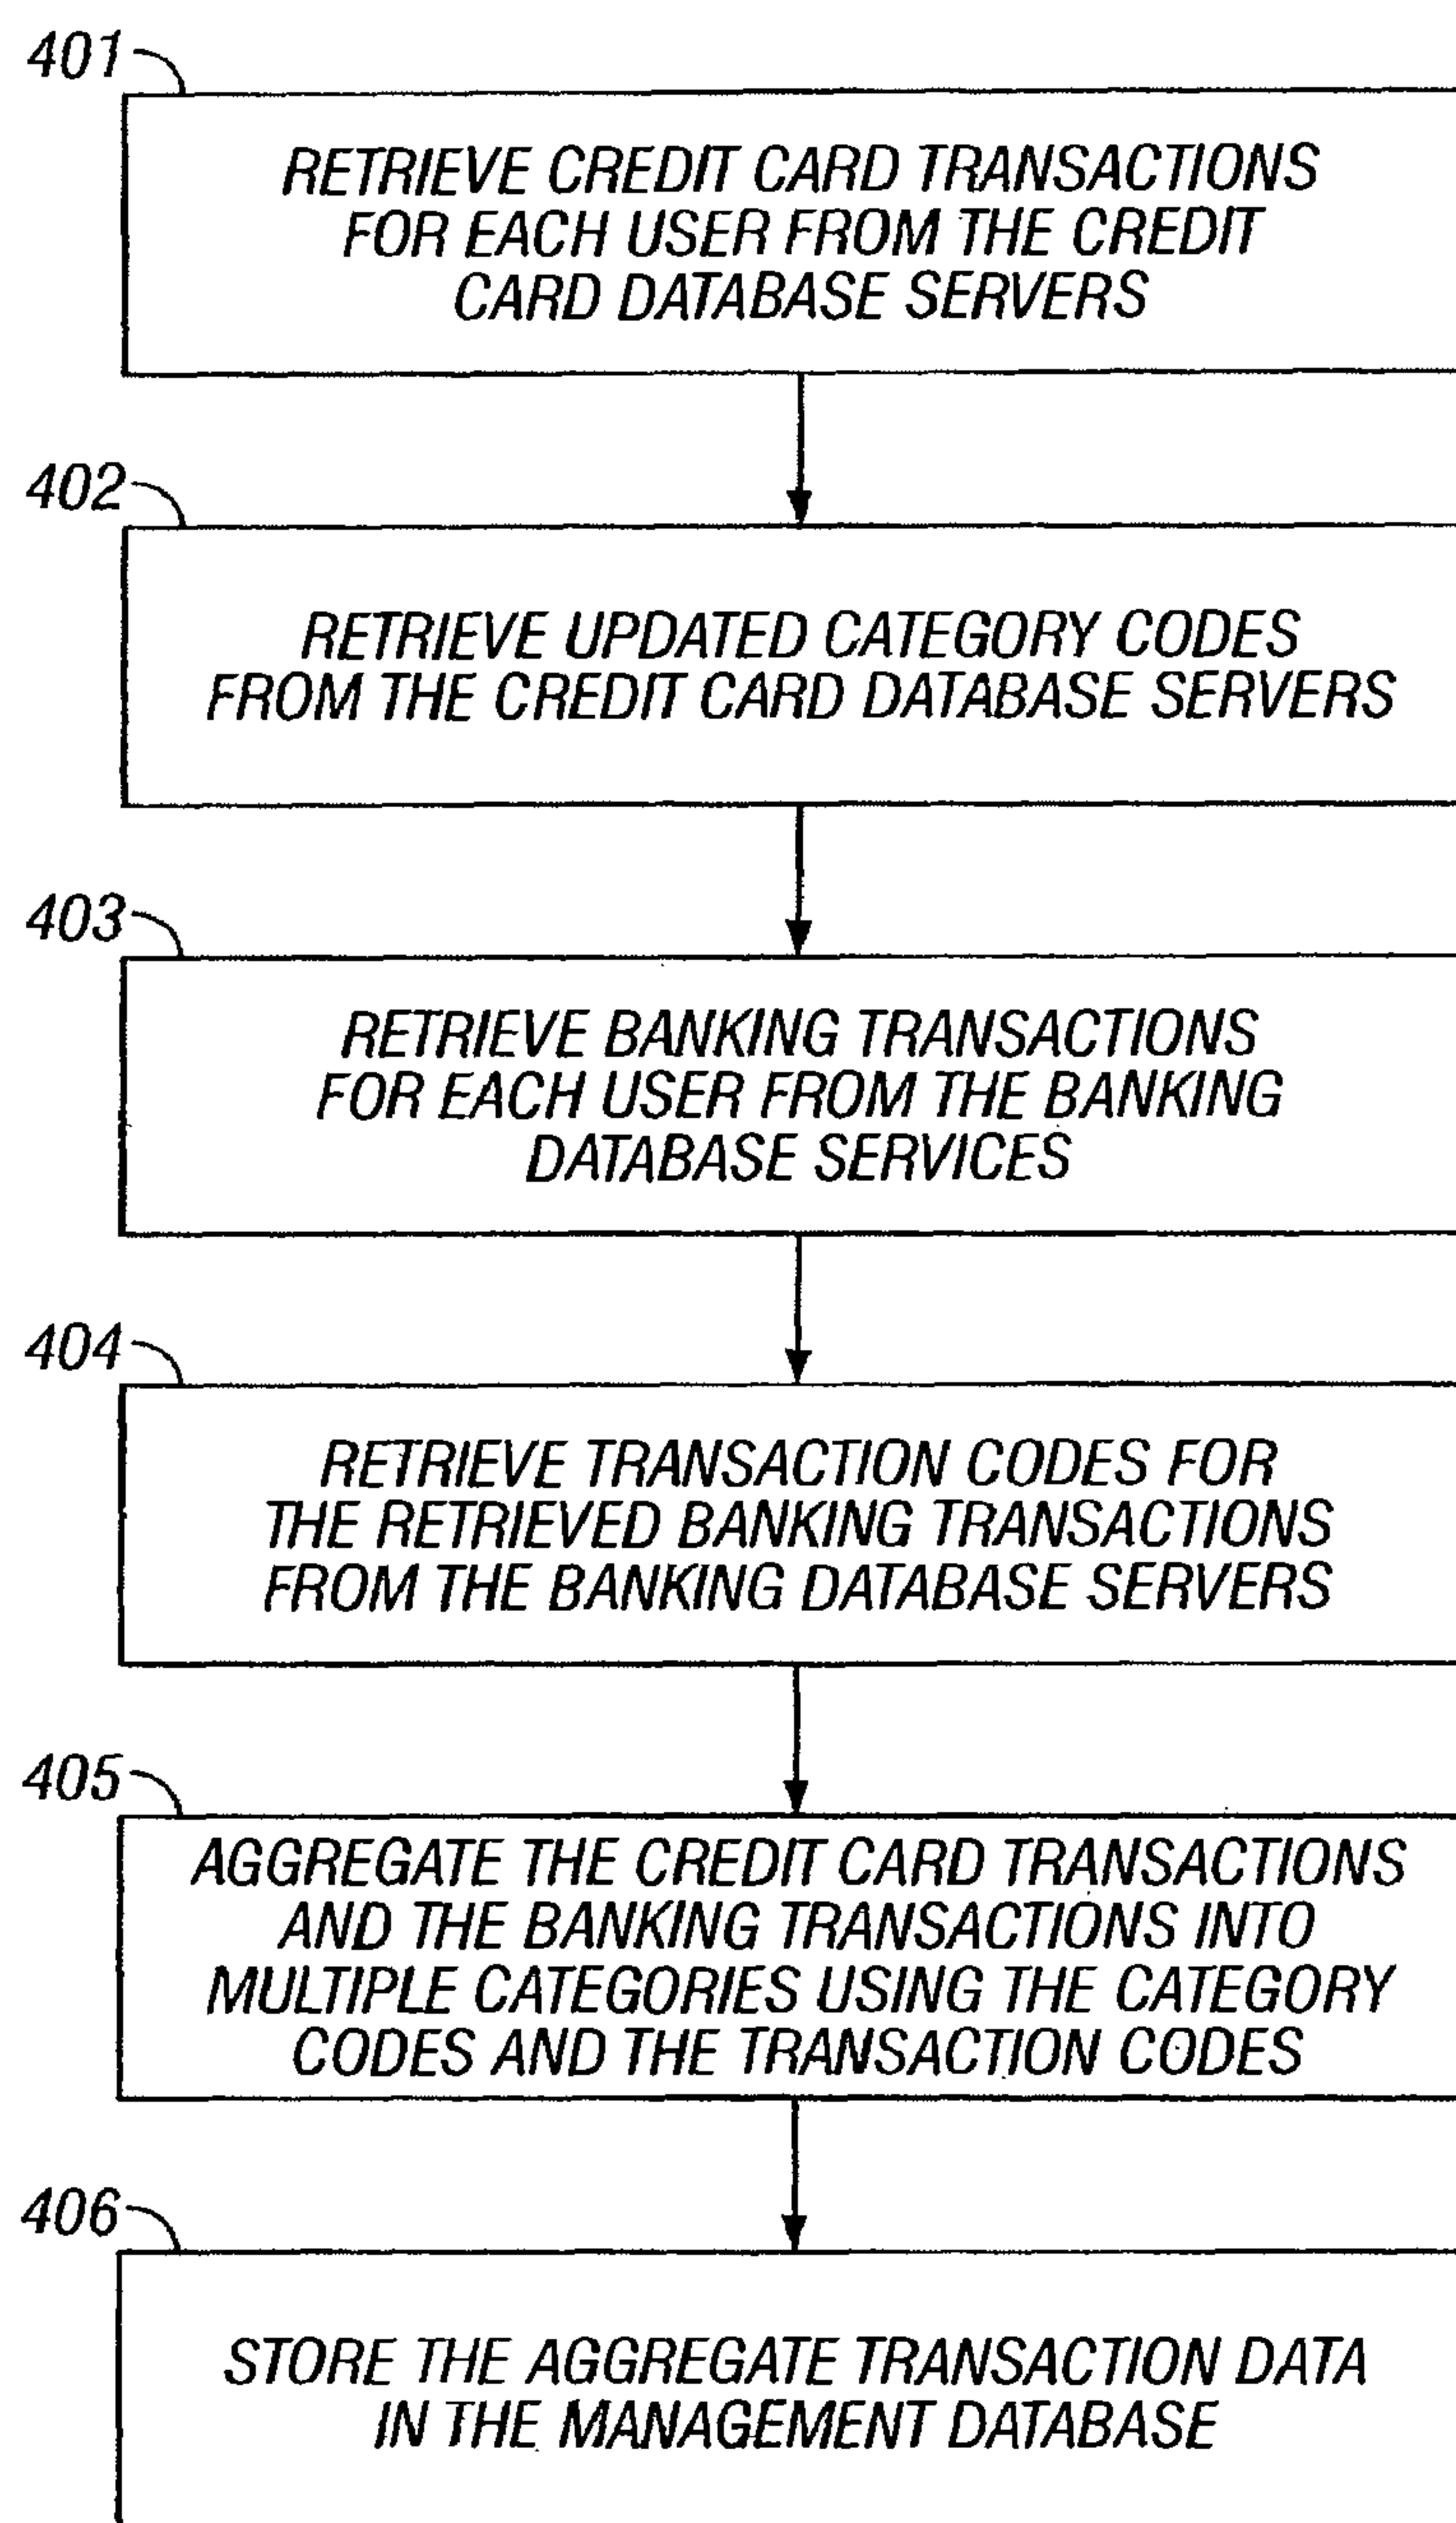 401
RETRIEVE CREDIT CARD TRANSACTIONS
FOR EACH USER FROM THE CREDIT
CARD DATABASE SERVERS
402
RETRIEVE UPDATED CATEGORY CODES
FROM THE CREDIT CARD DATABASE SERVERS
403
RETRIEVE BANKING TRANSACTIONS
FOR EACH USER FROM THE BANKING
DATABASE SERVICES
404
RETRIEVE TRANSACTION CODES FOR
THE RETRIEVED BANKING TRANSACTIONS
FROM THE BANKING DATABASE SERVERS
405
AGGREGATE THE CREDIT CARD TRANSACTIONS
AND THE BANKING TRANSACTIONS INTO
MULTIPLE CATEGORIES USING THE CATEGORY
CODES AND THE TRANSACTION CODES
406
STORE THE AGGREGATE TRANSACTION DATA
IN THE MANAGEMENT DATABASE